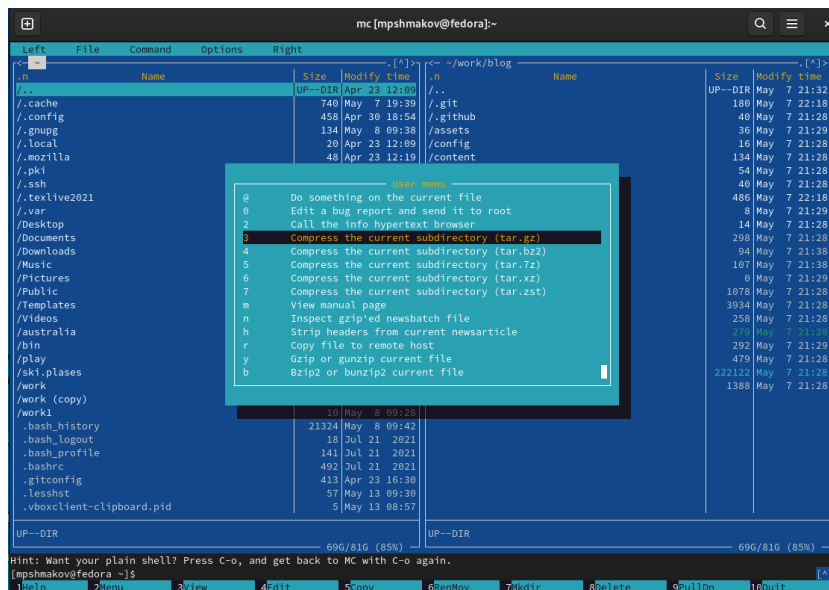 mc [mpshmakov@fedora]:~
Left File Command Options Right
<─ ~ .[^]>
<─ ~/work/blog .[^]>
.n Name Size Modify time .n Name Size Modify time
/.. UP--DIR Apr 23 12:09 /.. UP--DIR May 7 21:32
/.cache 740 May 7 19:39 /.git 180 May 7 22:18
/.config 458 Apr 30 18:54 /.github 40 May 7 21:28
/.gnupg 134 May 8 09:38 /assets 36 May 7 21:29
/.local 20 Apr 23 12:09 /config 16 May 7 21:28
/.mozilla 48 Apr 23 12:19 /content 134 May 7 21:28
/.pki 54 May 7 21:28
/.ssh 40 May 7 21:28
/.texlive2021 486 May 7 22:18
/.var 8 May 7 21:29
/Desktop 14 May 7 21:28
/Documents 298 May 7 21:28
/Downloads 94 May 7 21:38
/Music 107 May 7 21:38
/Pictures 0 May 7 21:29
/Public 1078 May 7 21:28
/Templates 3934 May 7 21:28
/Videos 258 May 7 21:28
/australia 279 May 7 21:28
/bin 292 May 7 21:29
/play 479 May 7 21:28
/ski.plases 222122 May 7 21:28
/work 1388 May 7 21:28
/work (copy)
/work1 10 May 8 09:28
.bash_history 21324 May 8 09:42
.bash_logout 18 Jul 21 2021
.bash_profile 141 Jul 21 2021
.bashrc 492 Jul 21 2021
.gitconfig 413 Apr 23 16:30
.lesshst 57 May 13 09:30
.vboxclient-clipboard.pid 5 May 13 08:57
User menu
@ Do something on the current file
0 Edit a bug report and send it to root
2 Call the info hypertext browser
3 Compress the current subdirectory (tar.gz)
4 Compress the current subdirectory (tar.bz2)
5 Compress the current subdirectory (tar.7z)
6 Compress the current subdirectory (tar.xz)
7 Compress the current subdirectory (tar.zst)
m View manual page
n Inspect gzip'ed newsbatch file
h Strip headers from current newsarticle
r Copy file to remote host
y Gzip or gunzip current file
b Bzip2 or bunzip2 current file
UP--DIR UP--DIR
69G/81G (85%) 69G/81G (85%)
Hint: Want your plain shell? Press C-o, and get back to MC with C-o again.
[mpshmakov@fedora ~]$ [^
1Help 2Menu 3View 4Edit 5Copy 6RenMov 7Mkdir 8Delete 9PullDn 10Quit